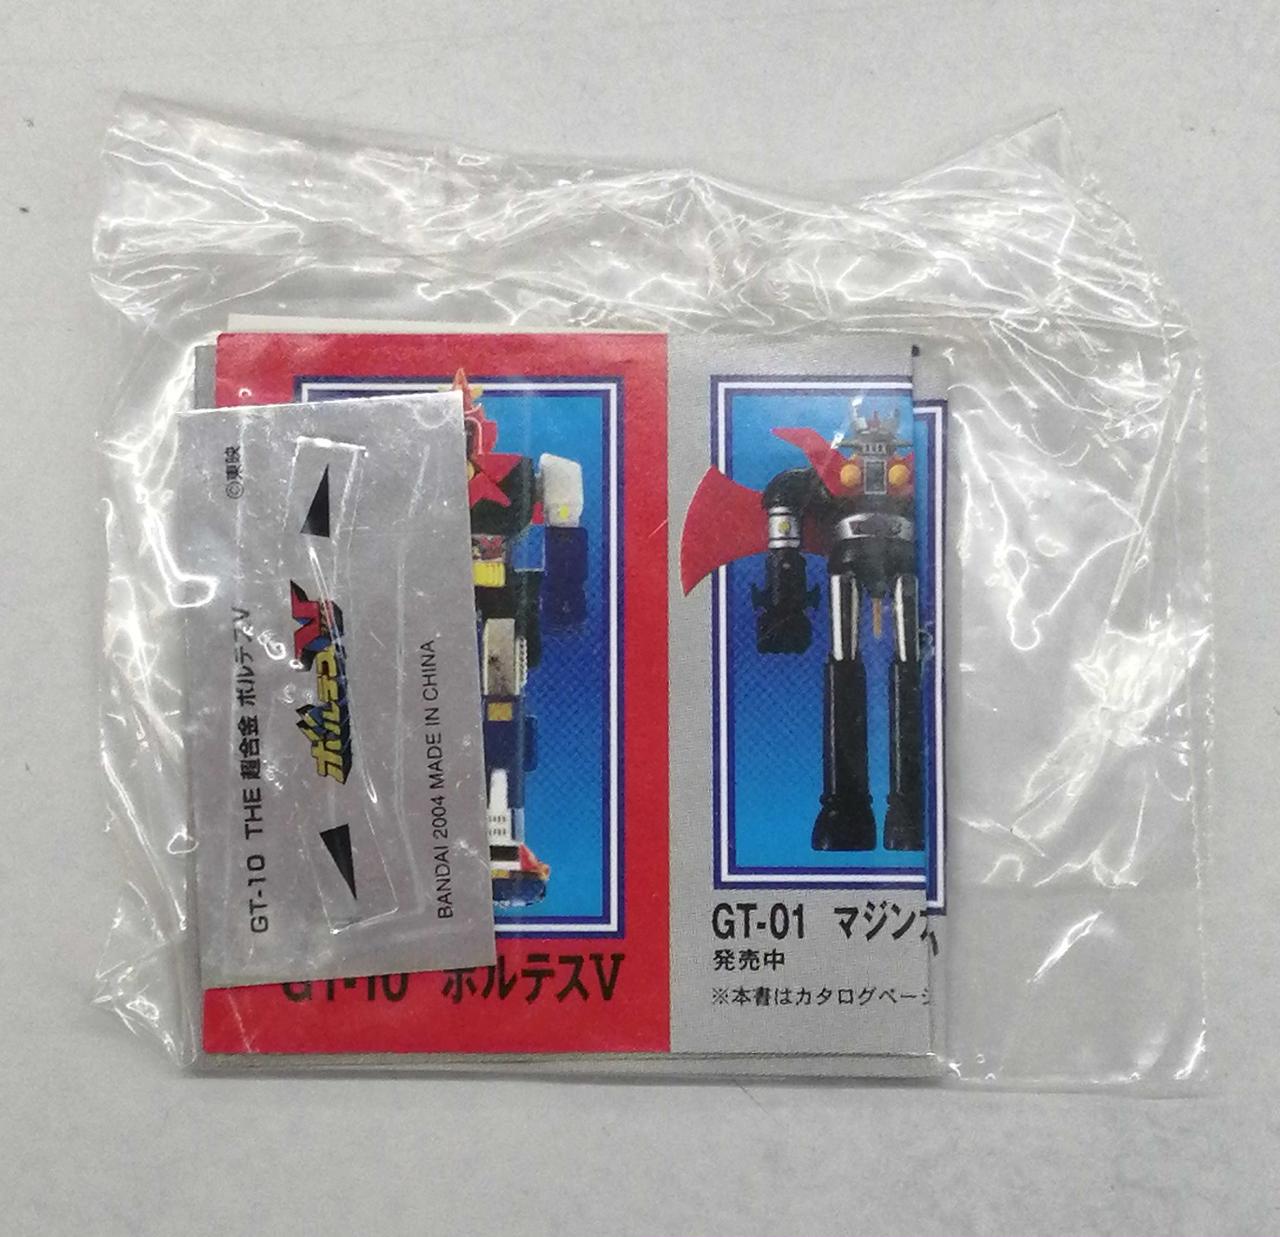 ©東映
GT-10 THE 超合金 ボルテスV
ボルテスV
BANDAI 2004 MADE IN CHINA
GT-10 ボルテスV
GT-01 マジン
発売中
※本書はカタログペー